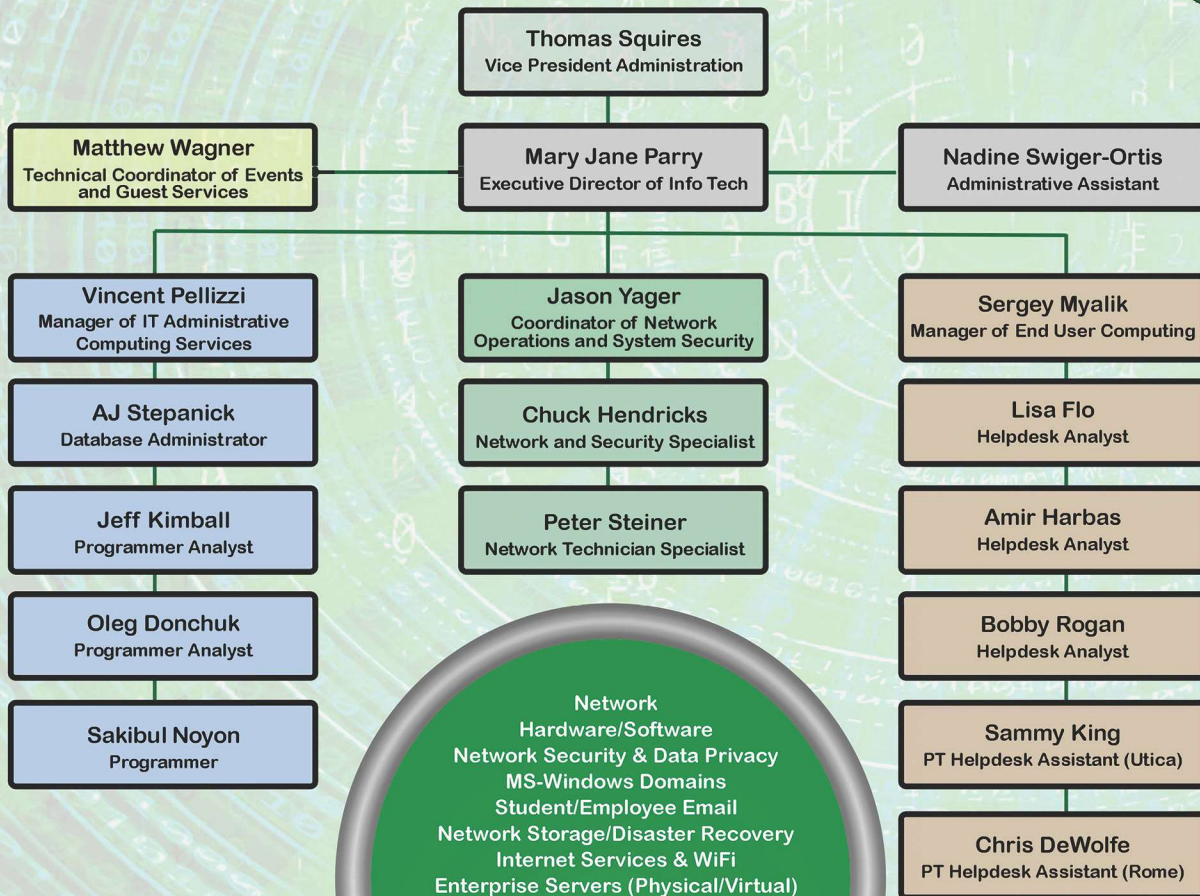 Thomas Squires
Vice President Administration
Matthew Wagner
Technical Coordinator of Events
and Guest Services
Mary Jane Parry
Executive Director of Info Tech
Nadine Swiger-Ortis
Administrative Assistant
Vincent Pellizzi
Manager of IT Administrative
Computing Services
Jason Yager
Coordinator of Network
Operations and System Security
Sergey Myalik
Manager of End User Computing
AJ Stepanick
Database Administrator
Chuck Hendricks
Network and Security Specialist
Lisa Flo
Helpdesk Analyst
Jeff Kimball
Programmer Analyst
Peter Steiner
Network Technician Specialist
Amir Harbas
Helpdesk Analyst
Oleg Donchuk
Programmer Analyst
Bobby Rogan
Helpdesk Analyst
Sakibul Noyon
Programmer
Sammy King
PT Helpdesk Assistant (Utica)
Chris DeWolfe
PT Helpdesk Assistant (Rome)
Network
Hardware/Software
Network Security & Data Privacy
MS-Windows Domains
Student/Employee Email
Network Storage/Disaster Recovery
Internet Services & WiFi
Enterprise Servers (Physical/Virtual)